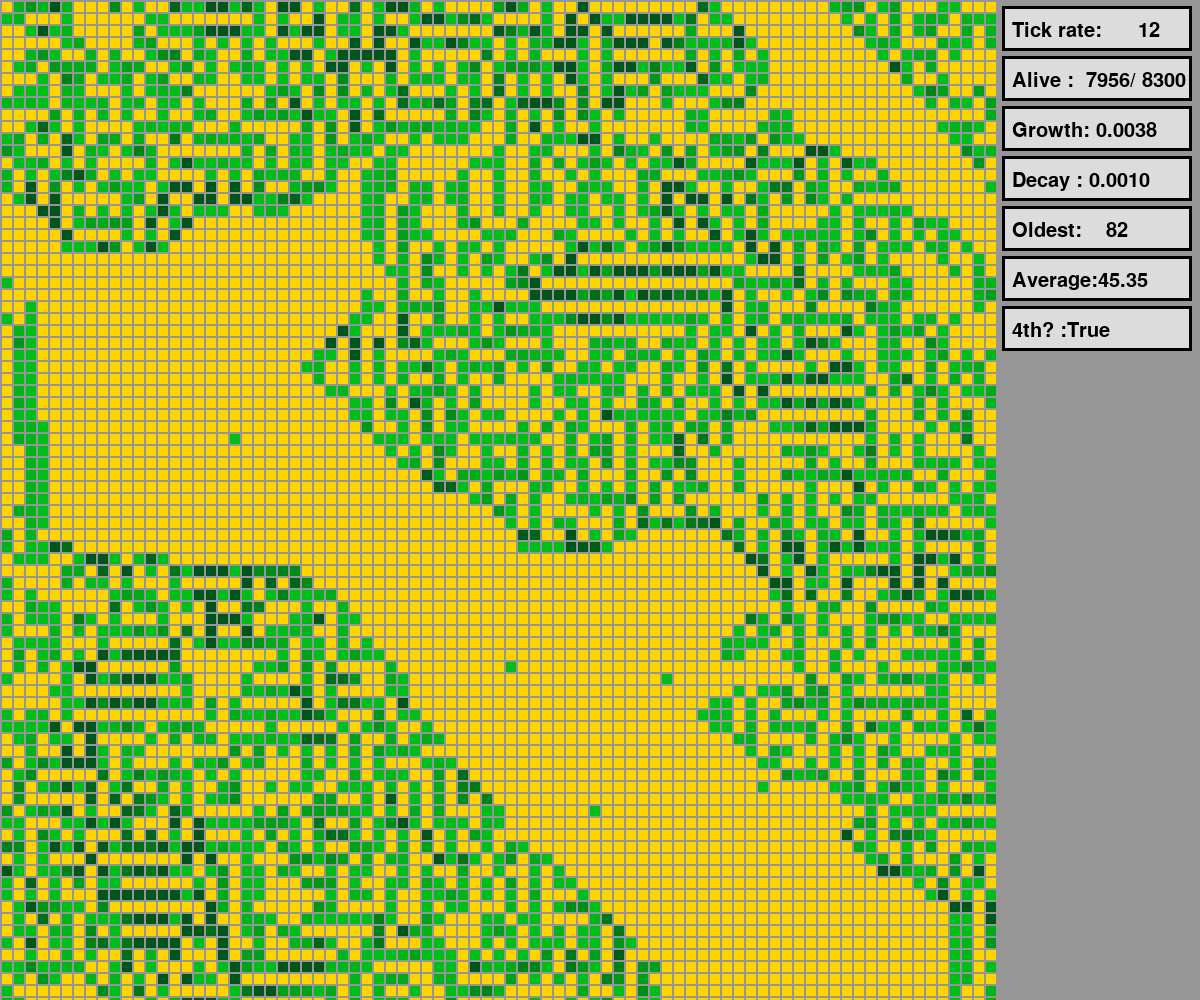 Tick rate: 12
Alive : 7956/ 8300
Growth: 0.0038
Decay : 0.0010
Oldest: 82
Average:45.35
4th? :True